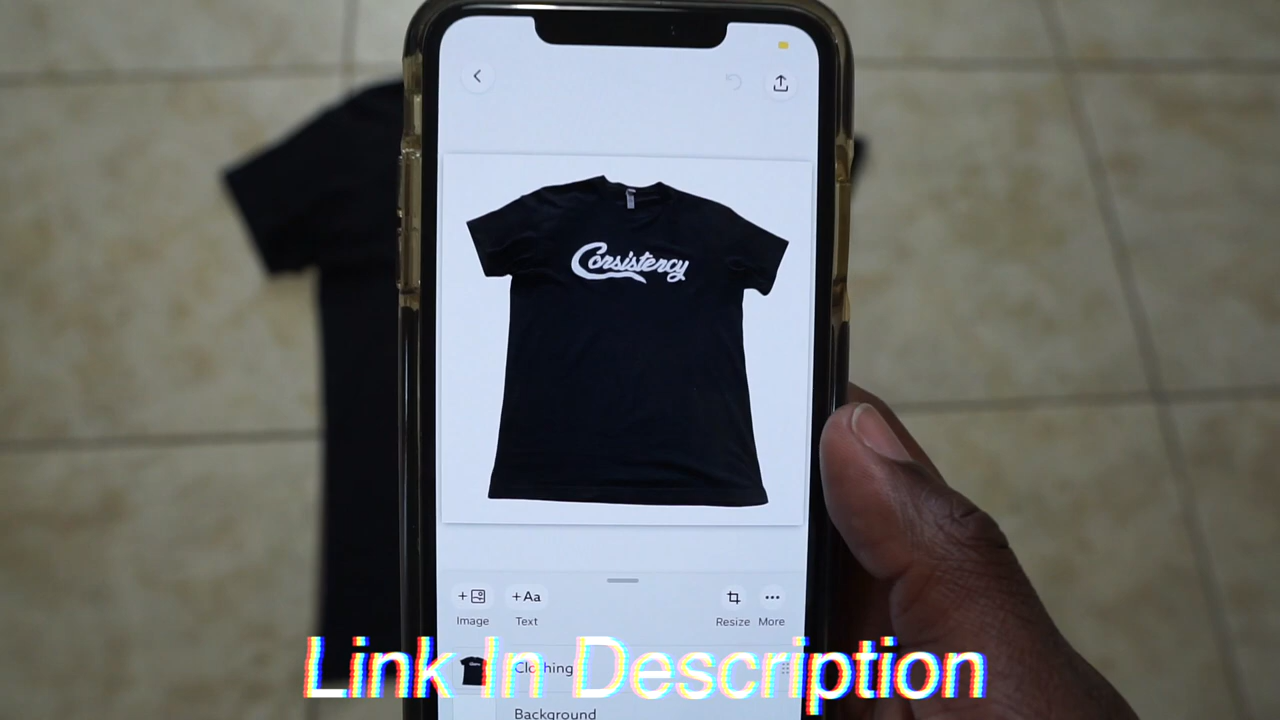 Consistency
+ Image
+Aa Text
Resize
More
Clothing
Link In Description
Background